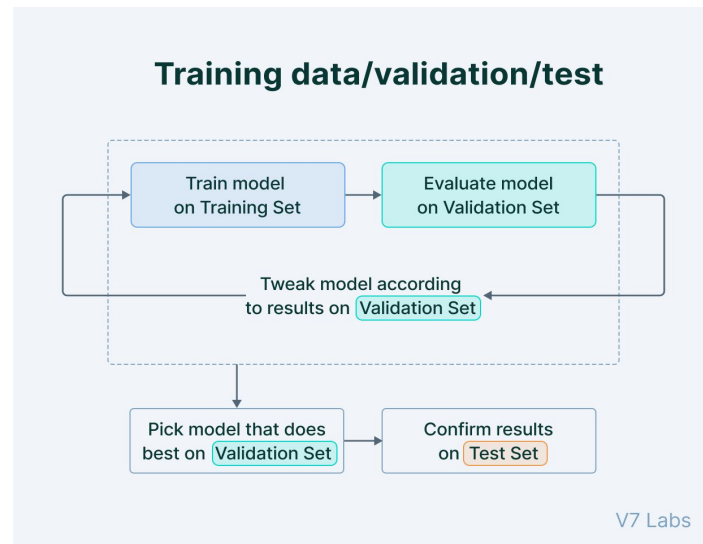 Training data/validation/test
Train model
on Training Set
Evaluate model
on Validation Set
Tweak model according
to results on Validation Set
Pick model that does
best on Validation Set
Confirm results
on Test Set
V7 Labs